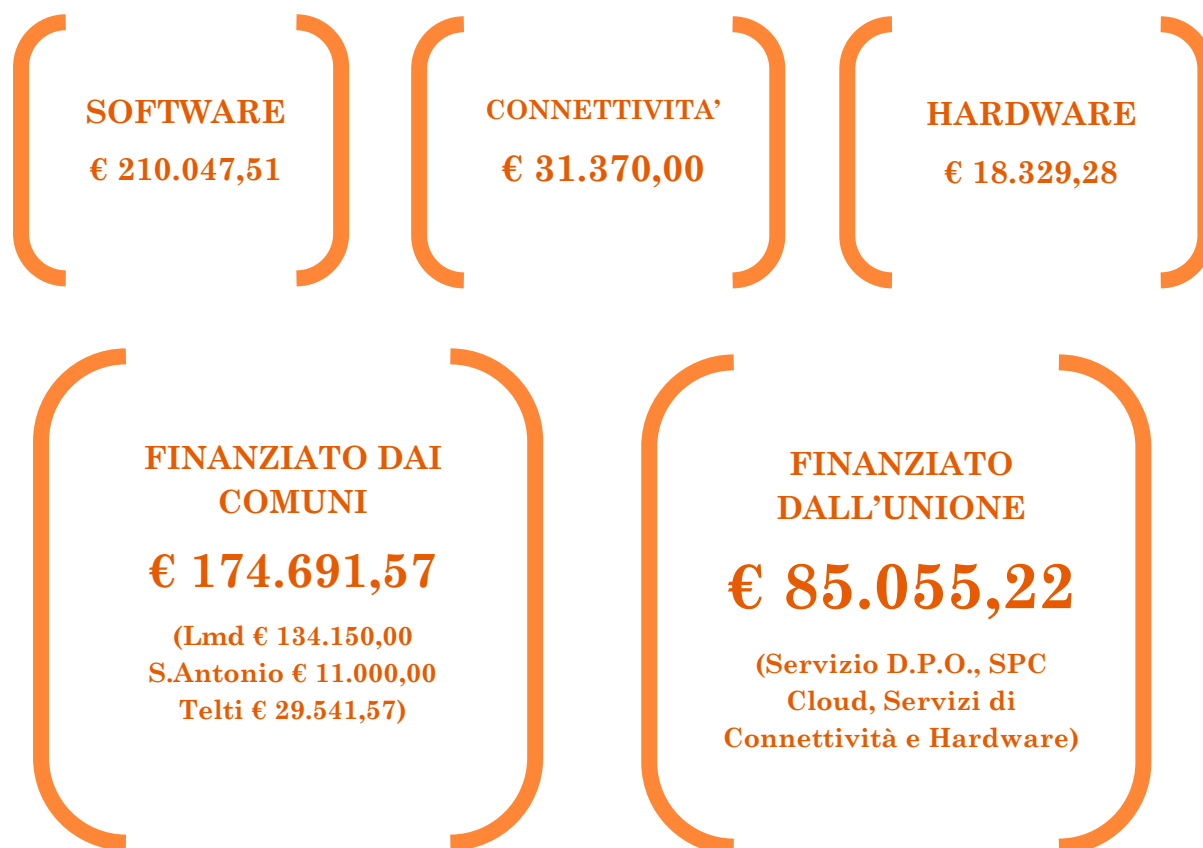 SOFTWARE
€ 210.047,51
CONNETTIVITA’
€ 31.370,00
HARDWARE
€ 18.329,28
FINANZIATO DAI
COMUNI
€ 174.691,57
(Lmd € 134.150,00
S.Antonio € 11.000,00
Telti € 29.541,57)
FINANZIATO
DALL’UNIONE
€ 85.055,22
(Servizio D.P.O., SPC
Cloud, Servizi di
Connettività e Hardware)